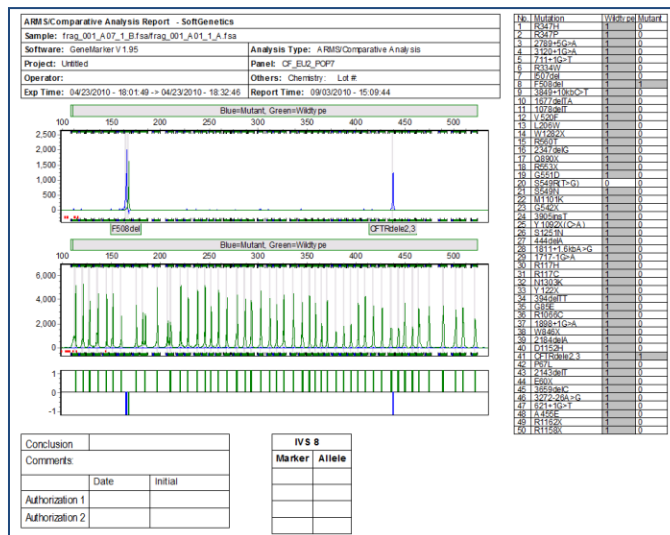 ARMS/Comparative Analysis Report - SoftGenetics
Sample: frag_001_A07_1_B.fsa/frag_001_A01_1_A.fsa
Software: GeneMarker V1.95 Analysis Type: ARMS/Comparative Analysis
Project: Untitled Panel: CF_EU2_POP7
Operator: Others: Chemistry: Lot #:
Exp Time: 04/23/2010 - 18:01:49 -> 04/23/2010 - 18:32:46 Report Time: 09/03/2010 - 15:09:44
Blue=Mutant, Green=Wildtype
100 150 200 250 300 350 400 450 500
2,500
2,000
1,500
1,000
500
0
F508del CFTRdele2,3
Blue=Mutant, Green=Wildtype
100 150 200 250 300 350 400 450 500
6,000
4,000
2,000
0
1
0
-1
Conclusion
Comments:
Date Initial
Authorization 1
Authorization 2
IVS 8
Marker Allele
No. Mutation Wildtype Mutant
1 R347H 1 0
2 R347P 1 0
3 2789+5G>A 1 0
4 3120+1G>A 1 0
5 711+1G>T 1 0
6 R334W 1 0
7 I507del 1 0
8 F508del 1 1
9 3849+10kbC>T 1 0
10 1677delTA 1 0
11 1078delT 1 0
12 V520F 1 0
13 L206W 1 0
14 W1282X 1 0
15 R560T 1 0
16 2347delG 1 0
17 Q890X 1 0
18 R553X 1 0
19 G551D 1 0
20 S549R(T>G) 0 0
21 S549N 1 0
22 M1101K 1 0
23 G542X 1 0
24 3905insT 1 0
25 Y1092X(C>A) 1 0
26 S1251N 1 0
27 444delA 1 0
28 1811+1.6kbA>G 1 0
29 1717-1G>A 1 0
30 R117H 1 0
31 R117C 1 0
32 N1303K 1 0
33 Y122X 1 0
34 394delTT 1 0
35 G85E 1 0
36 R1066C 1 0
37 1898+1G>A 1 0
38 W846X 1 0
39 2184delA 1 0
40 D1152H 1 0
41 CFTRdele2,3 1 1
42 P67L 1 0
43 2143delT 1 0
44 E60X 1 0
45 3659delC 1 0
46 3272-26A>G 1 0
47 621+1G>T 1 0
48 A455E 1 0
49 R1162X 1 0
50 R1158X 1 0